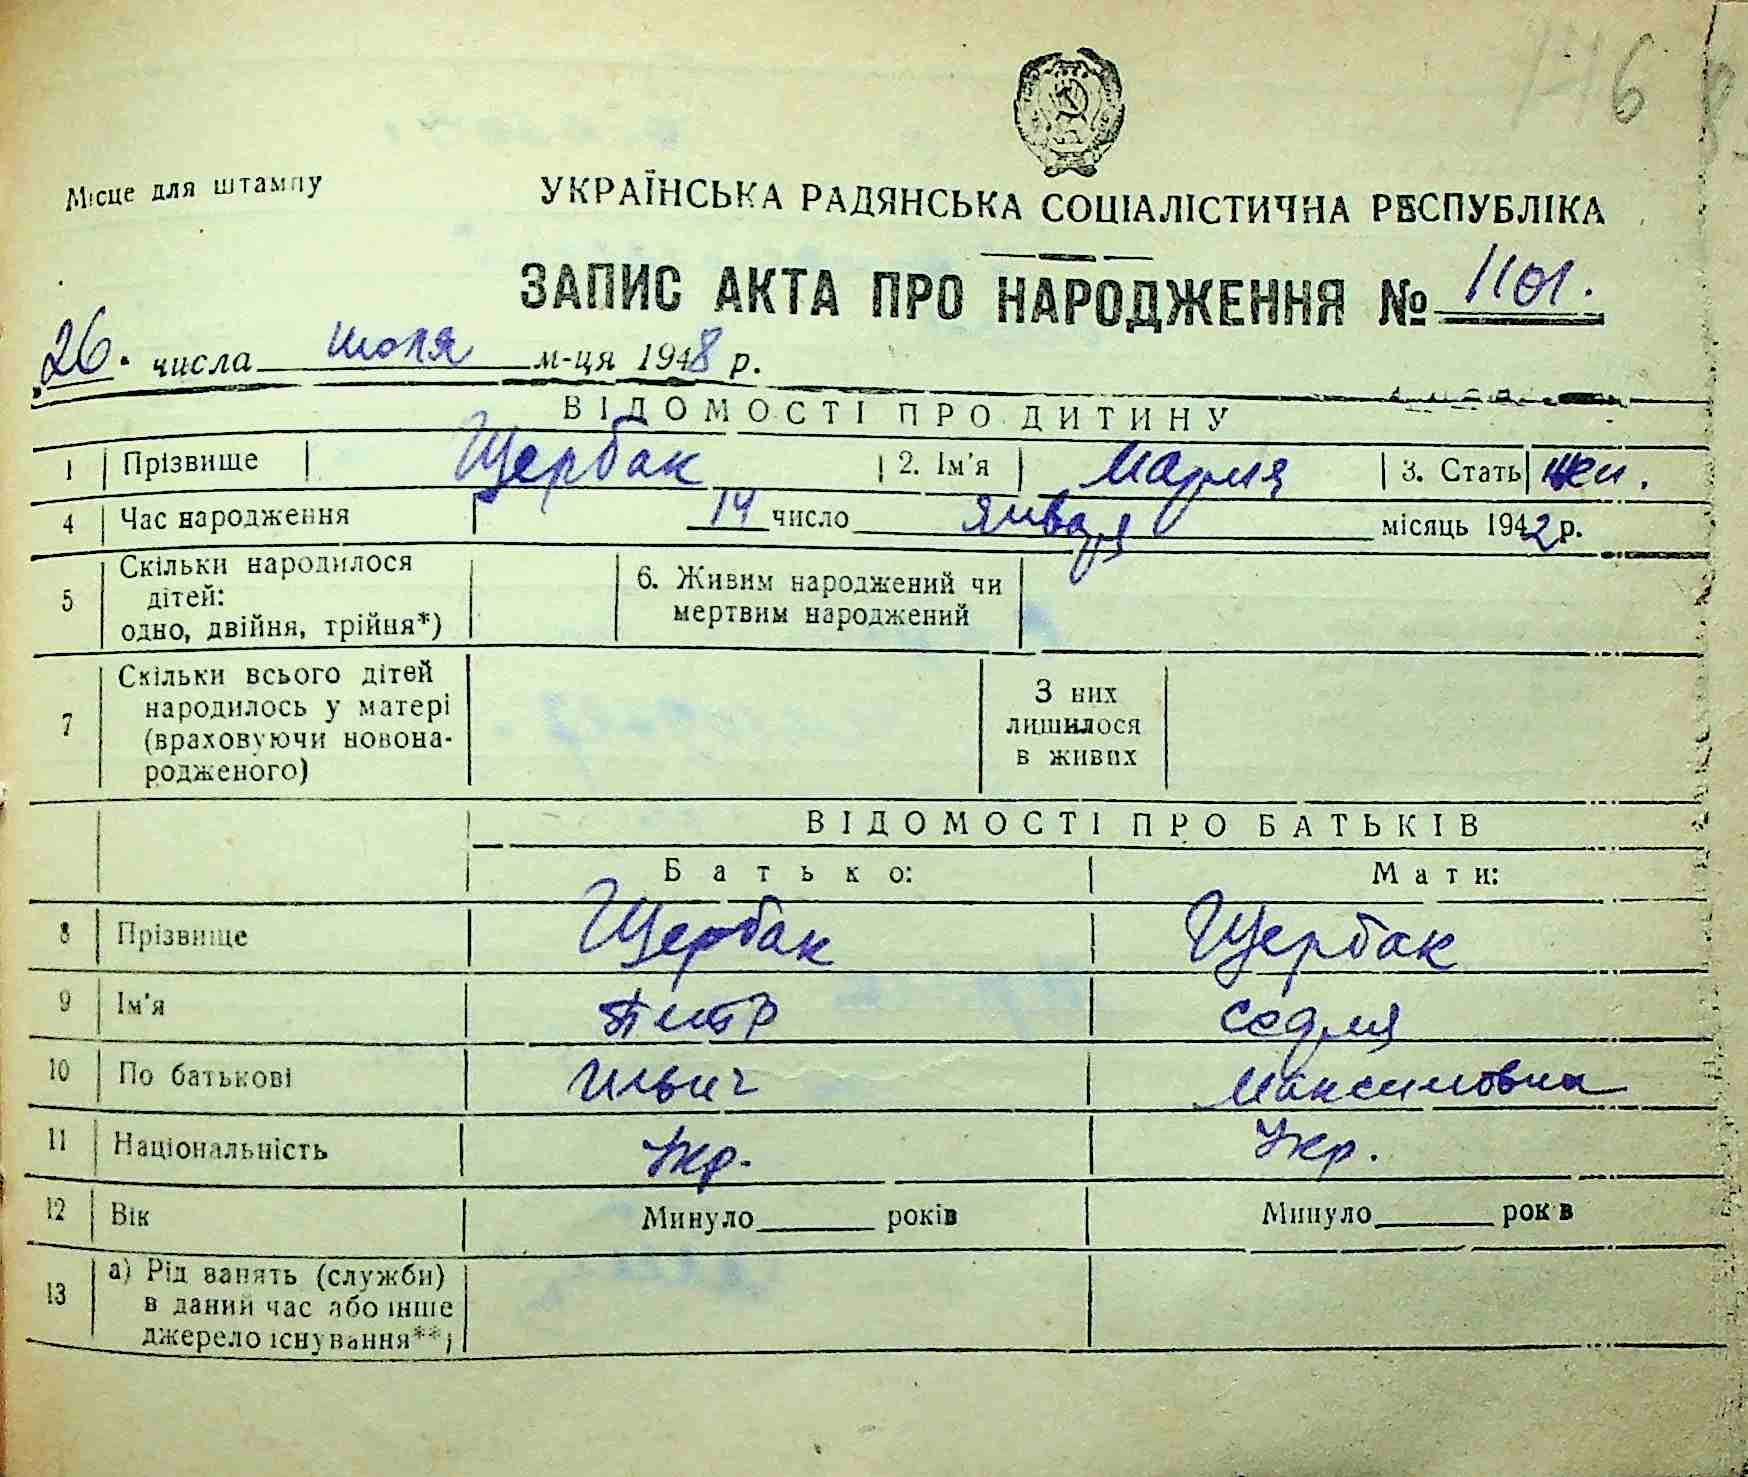 146
Місце для штампу
УКРАЇНСЬКА РАДЯНСЬКА СОЦІАЛІСТИЧНА РЕСПУБЛІКА
ЗАПИС АКТА ПРО НАРОДЖЕННЯ № 1101.
26. числа июля м-ця 1948 р.
ВІДОМОСТІ ПРО ДИТИНУ
1 Прізвище Щербак 2. Ім'я Мария 3. Стать жен.
4 Час народження 14 число января місяць 1942 р.
5 Скільки народилося дітей: одно, двійня, трійня*) 6. Живим народжений чи мертвим народжений
7 Скільки всього дітей народилось у матері (враховуючи новонародженого) З них лишилося в живих
ВІДОМОСТІ ПРО БАТЬКІВ
Батько: Мати:
8 Прізвище Щербак Щербак
9 Ім'я Петр
10 По батькові Ильич Максимовна
11 Національність Укр. Укр.
12 Вік Минуло____ років Минуло____ років
13 а) Рід занять (служби) в даний час або інше джерело існування**)